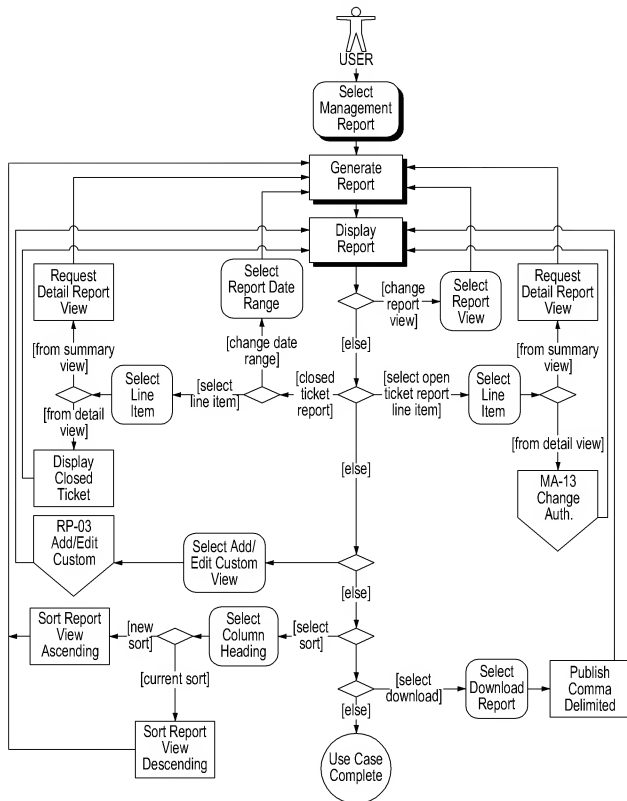 USER
Select
Management
Report
Generate
Report
Display
Report
Request
Detail Report
View
Select
Report Date
Range
[change
report
view]
Select
Report
View
Request
Detail Report
View
[from summary
view]
[change date
range]
[else]
[from summary
view]
Select
Line
Item
[select
line item]
[closed
ticket
report]
[select open
ticket report
line item]
Select
Line
Item
[from detail
view]
[from detail view]
Display
Closed
Ticket
[else]
MA-13
Change
Auth.
RP-03
Add/Edit
Custom
Select Add/
Edit Custom
View
[else]
Sort Report
View
Ascending
[new
sort]
Select
Column
Heading
[select
sort]
[current sort]
[select
download]
Select
Download
Report
Publish
Comma
Delimited
[else]
Sort Report
View
Descending
Use Case
Complete